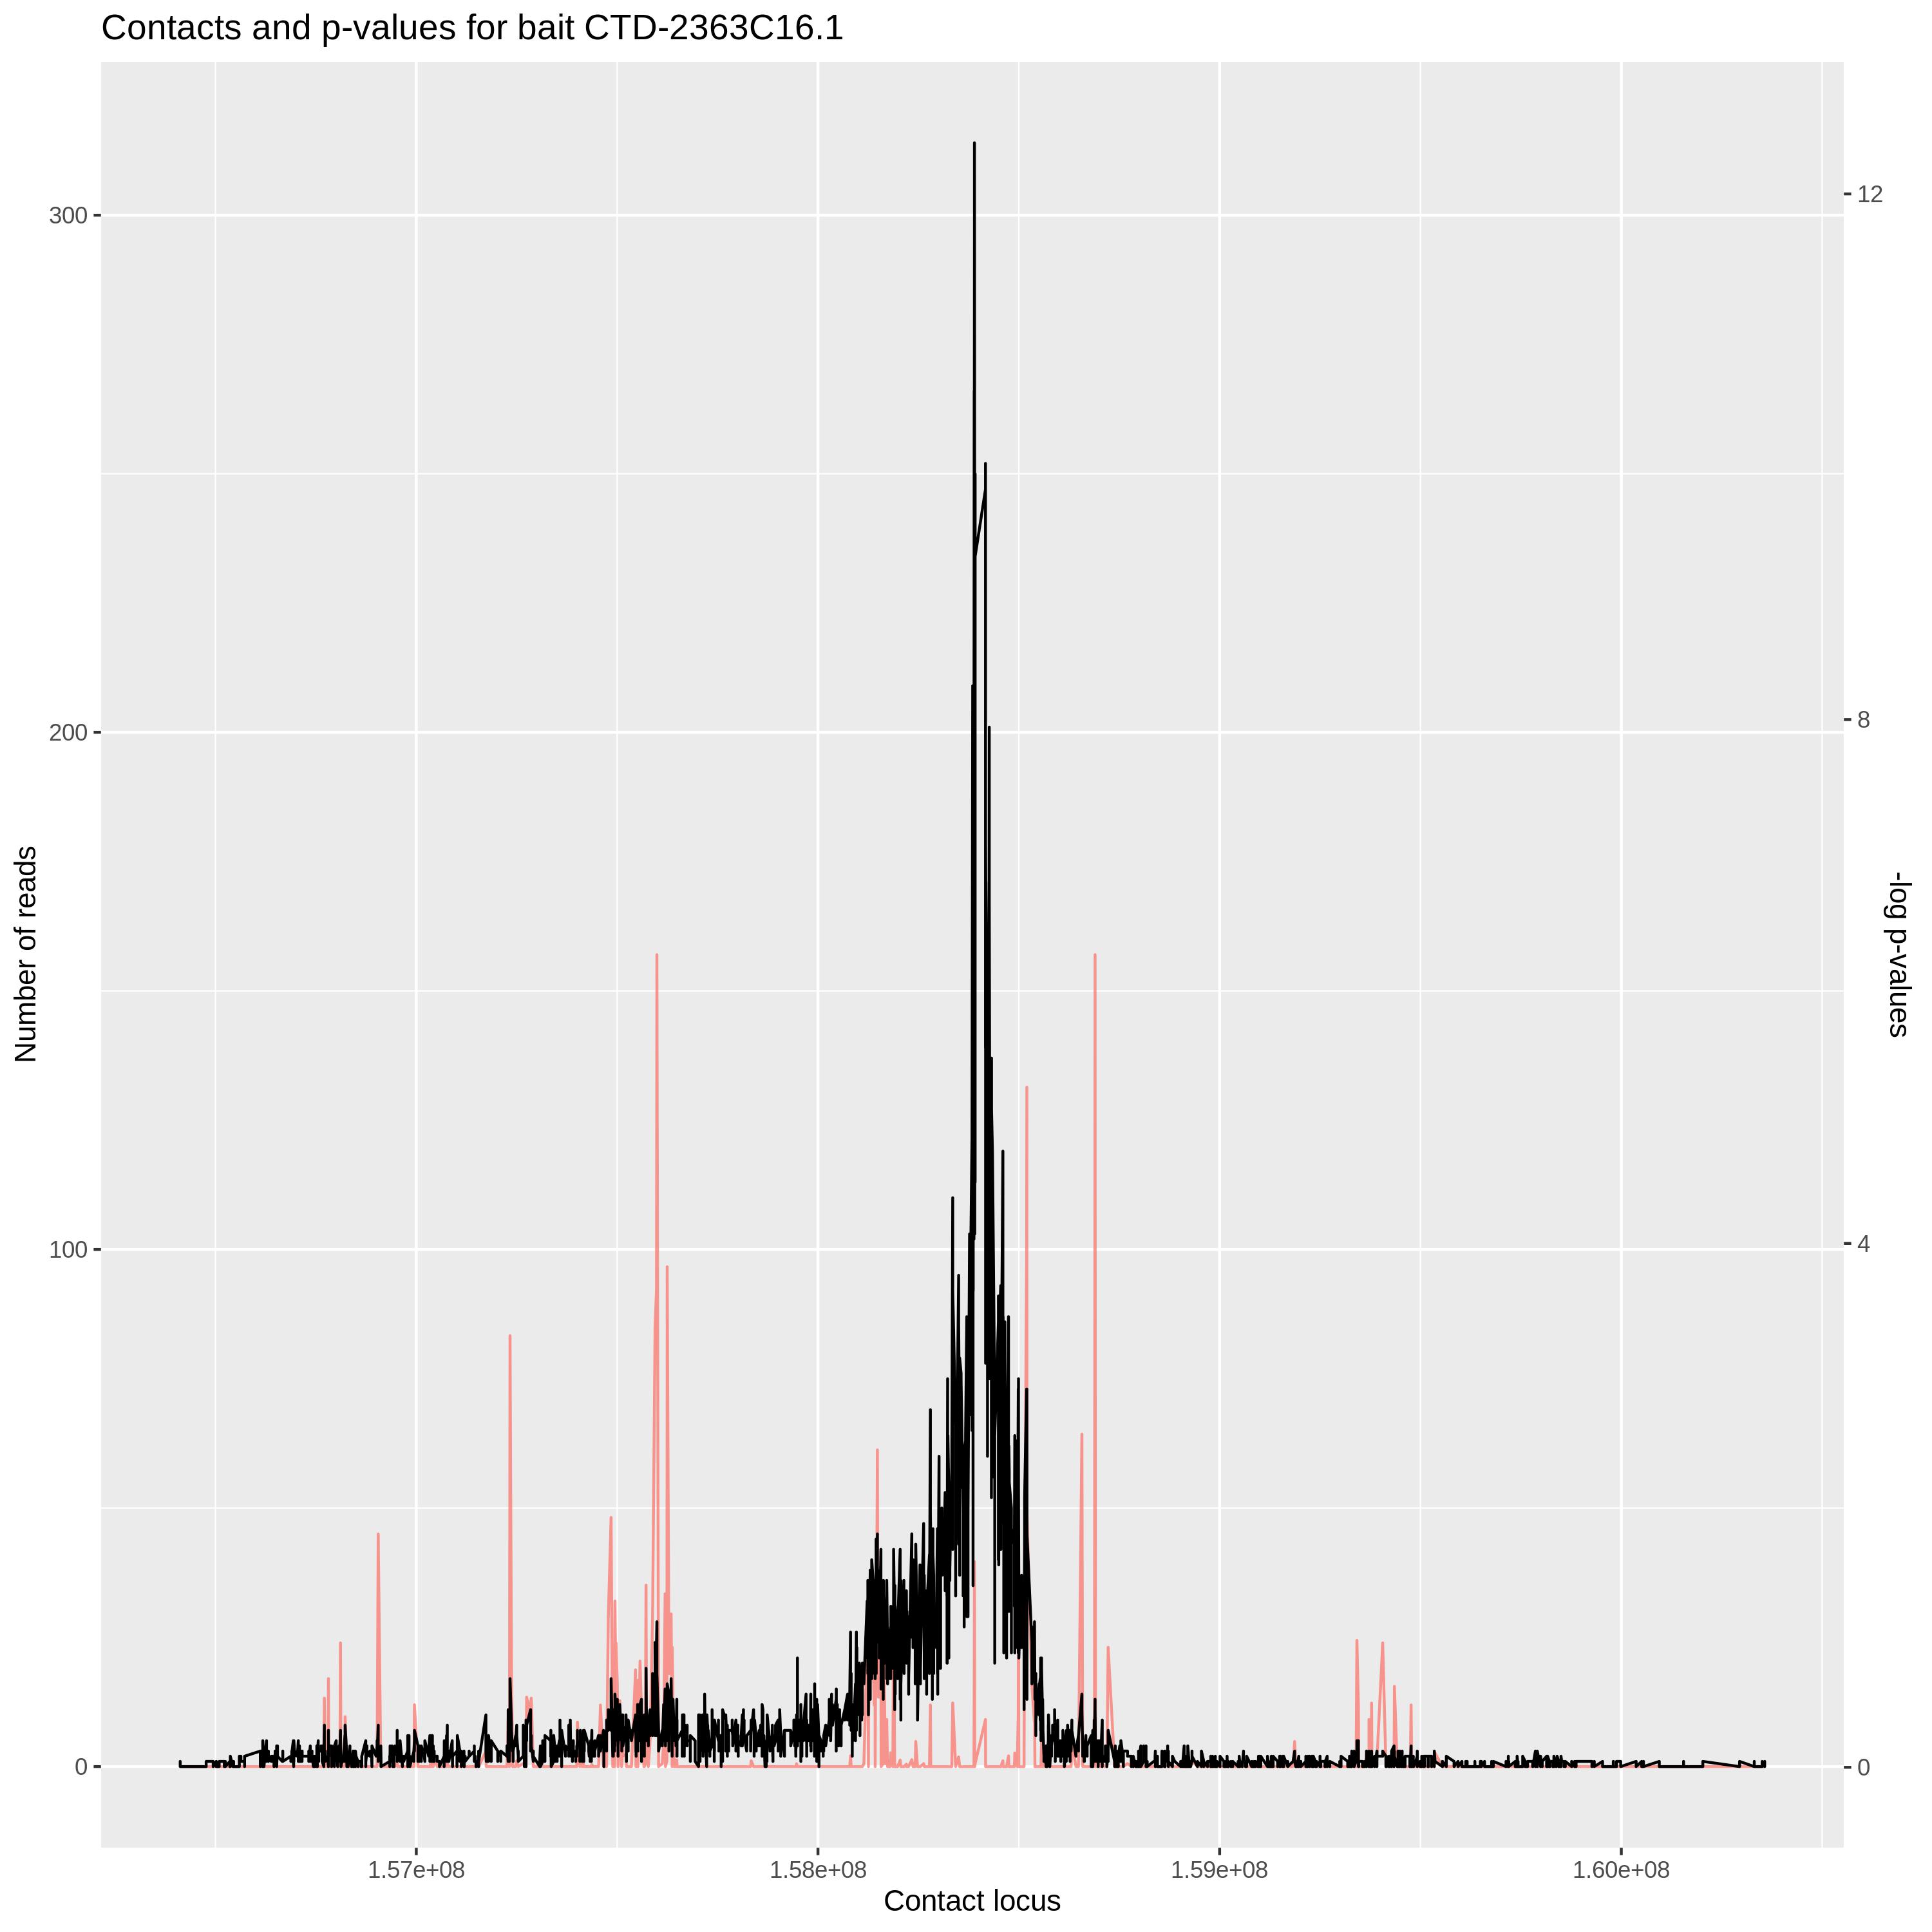 Contacts and p-values for bait CTD-2363C16.1
Number of reads
300
200
100
0
12
8
4
0
-log p-values
1.57e+08
1.58e+08
1.59e+08
1.60e+08
Contact locus